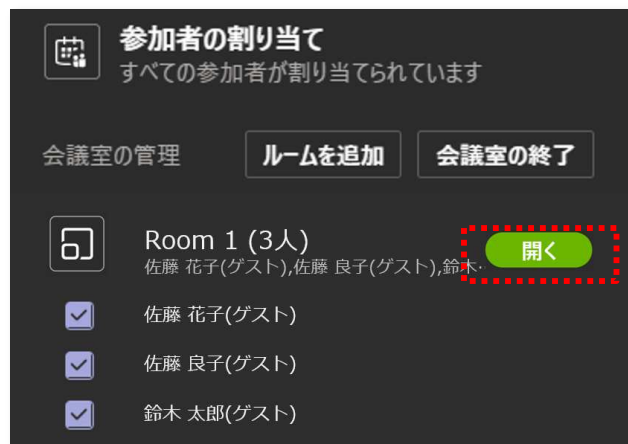 参加者の割り当て
すべての参加者が割り当てられています
会議室の管理 ルームを追加 会議室の終了
Room 1 (3人) 開く
佐藤 花子(ゲスト),佐藤 良子(ゲスト),鈴木…
佐藤 花子(ゲスト)
佐藤 良子(ゲスト)
鈴木 太郎(ゲスト)